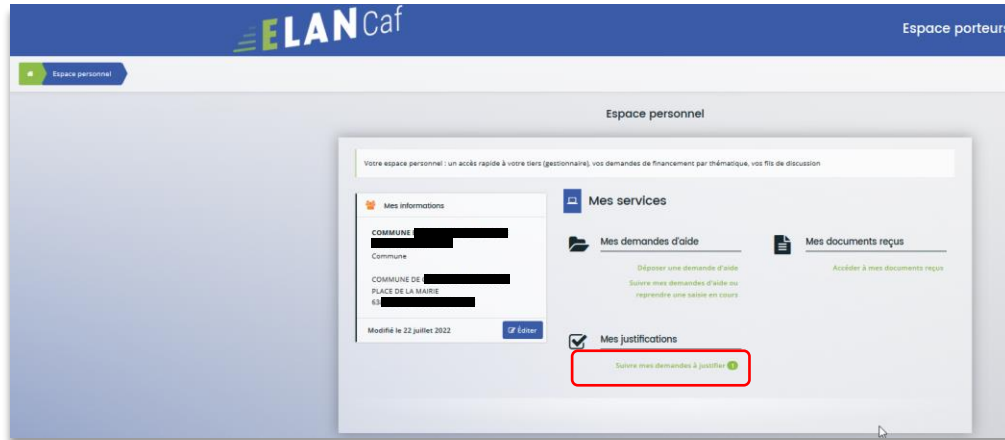 ELAN Caf
Espace porteurs
Espace personnel
Espace personnel
Votre espace personnel : un accès rapide à votre tiers (gestionnaire), vos demandes de financement par thématique, vos fils de discussion
Mes informations
COMMUNE
Commune
COMMUNE DE
PLACE DE LA MAIRIE
63
Modifié le 22 juillet 2022
Éditer
Mes services
Mes demandes d'aide
Déposer une demande d'aide
Suivre mes demandes d'aide ou
reprendre une saisie en cours
Mes documents reçus
Accéder à mes documents reçus
Mes justifications
Suivre mes demandes à justifier 1